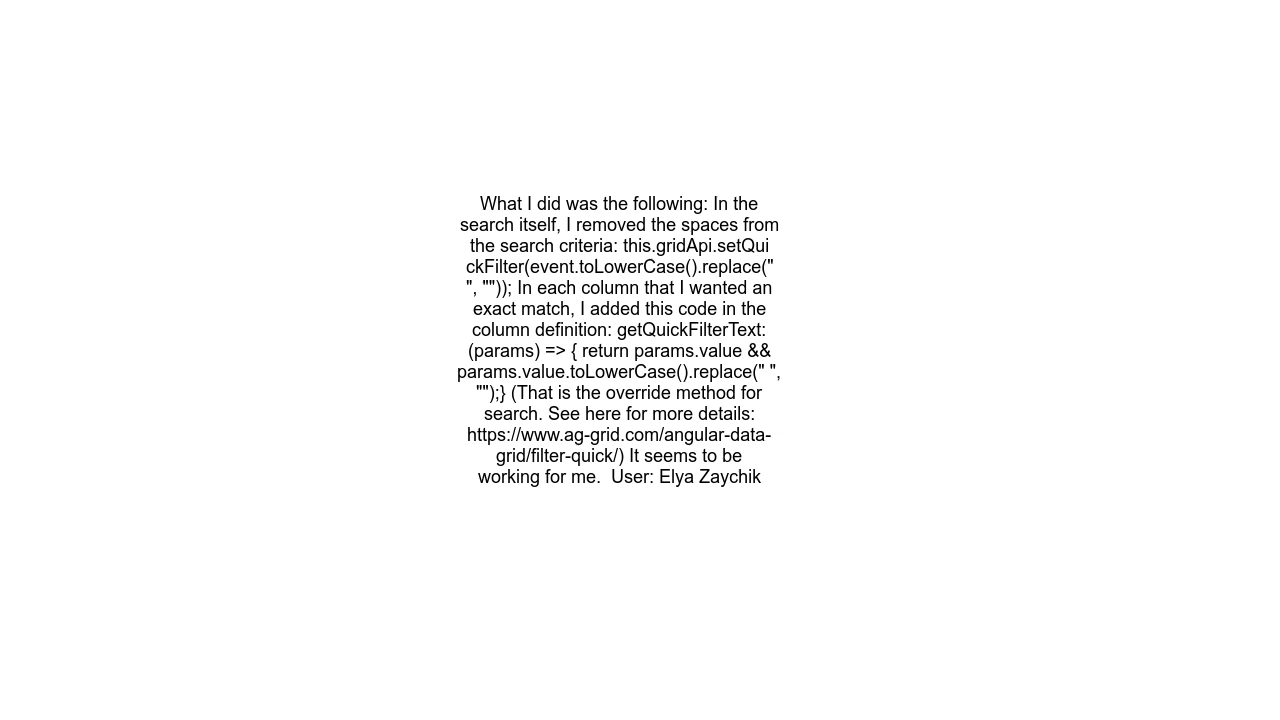 What I did was the following: In the
search itself, I removed the spaces from
the search criteria: this.gridApi.setQui
ckFilter(event.toLowerCase().replace("
", "")); In each column that I wanted an
exact match, I added this code in the
column definition: getQuickFilterText:
(params) => { return params.value &&
params.value.toLowerCase().replace(" ",
"");} (That is the override method for
search. See here for more details:
https://www.ag-grid.com/angular-data-
grid/filter-quick/) It seems to be
working for me.  User: Elya Zaychik